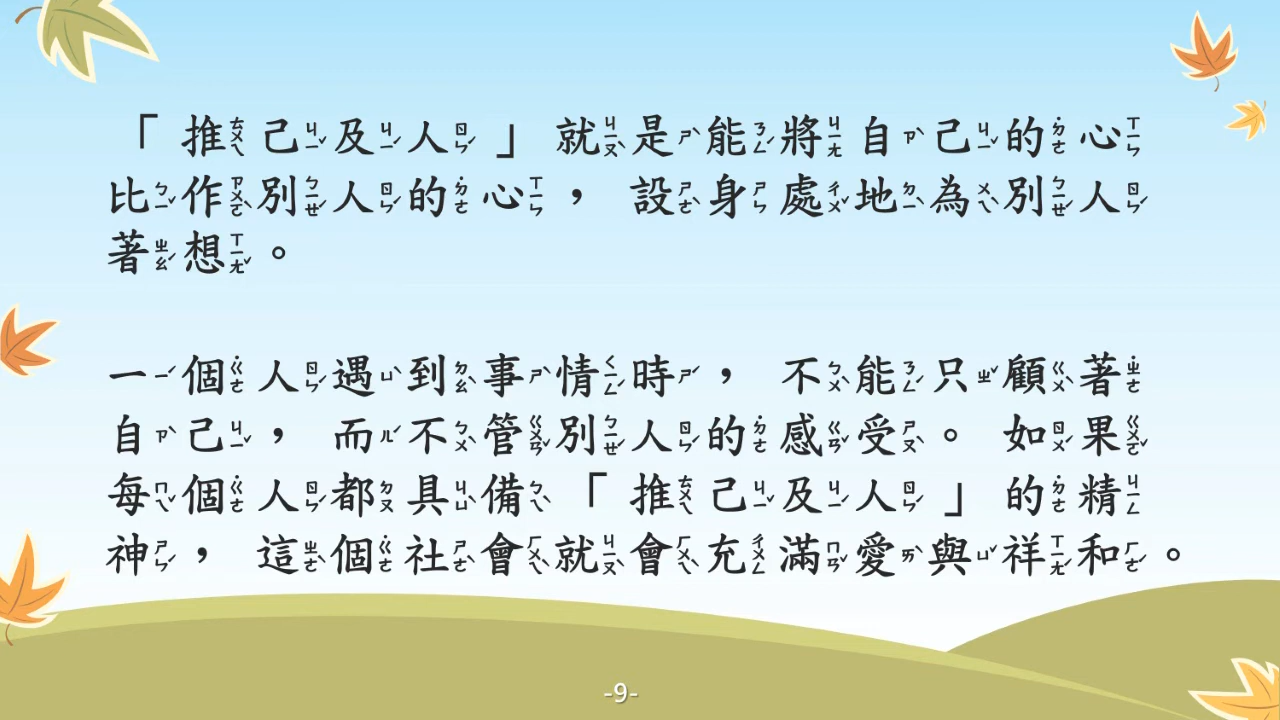 「推己及人」就是能將自己的心
比作別人的心，設身處地為別人
著想。
一個人遇到事情時，不能只顧著
自己，而不管別人的感受。如果
每個人都具備「推己及人」的精
神，這個社會就會充滿愛與祥和。
-9-